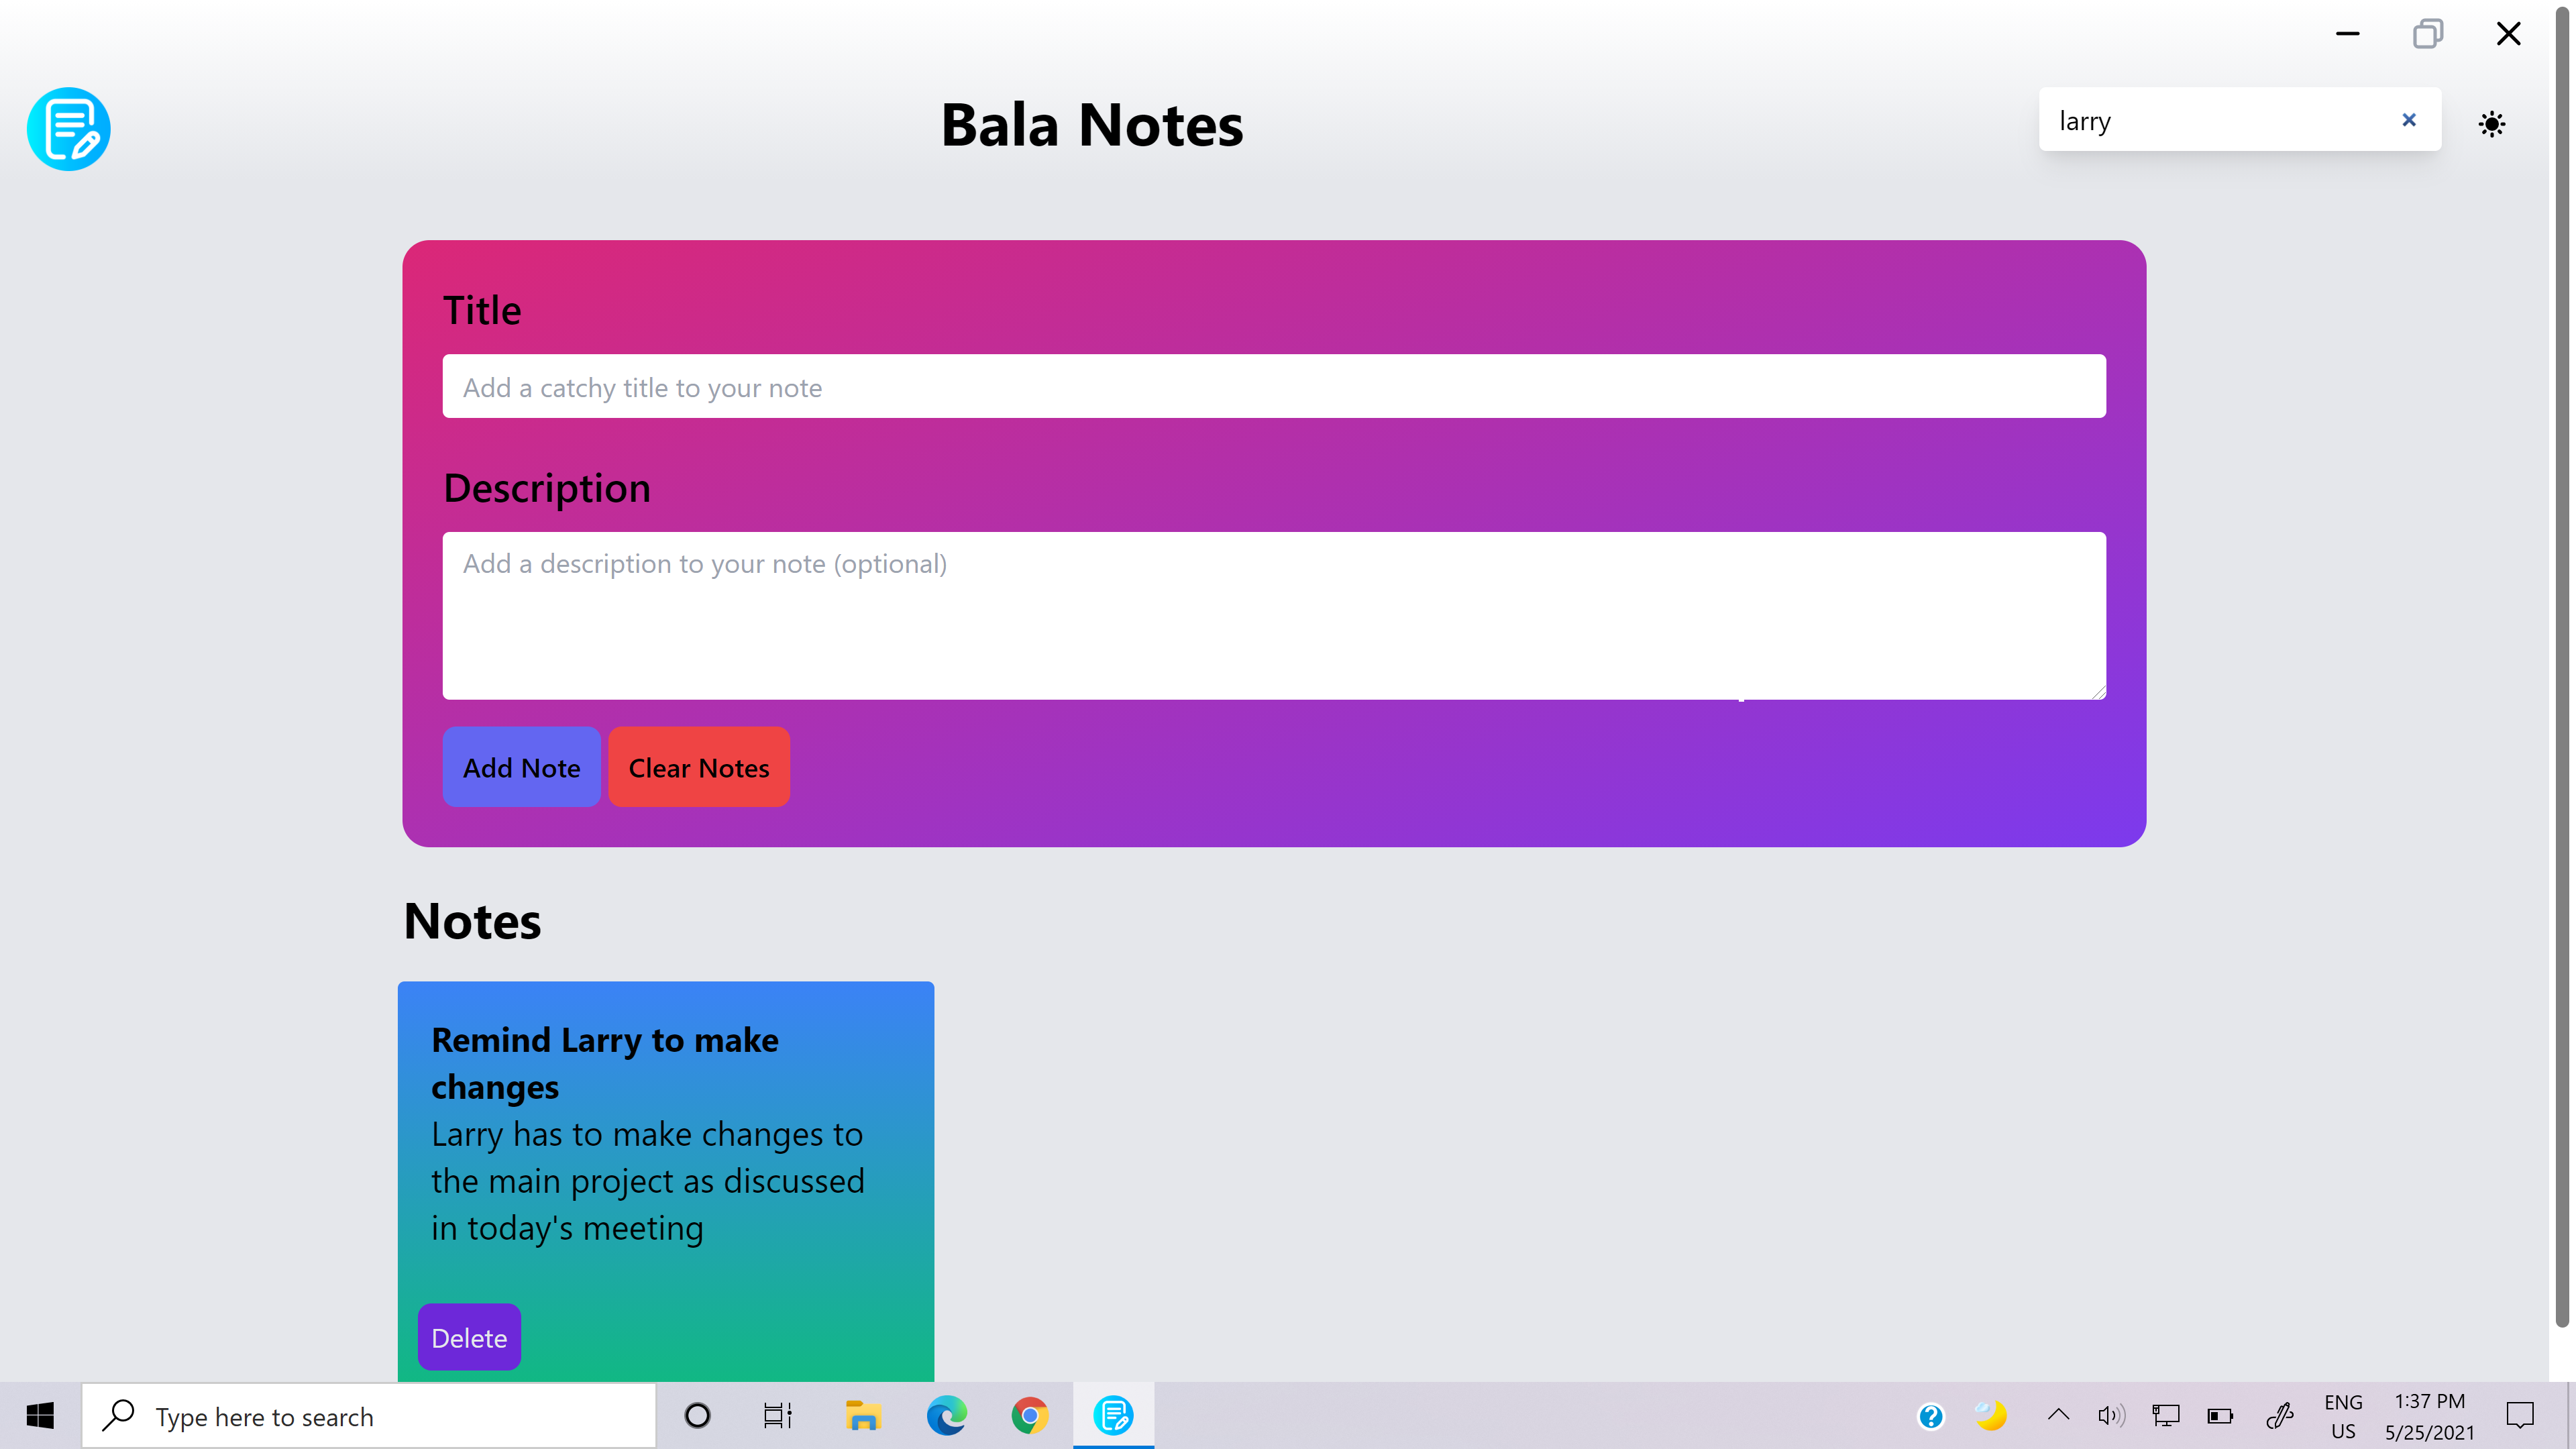 Bala Notes
larry
Title
Add a catchy title to your note
Description
Add a description to your note (optional)
Add Note
Clear Notes
Notes
Remind Larry to make
changes
Larry has to make changes to
the main project as discussed
in today's meeting
Delete
Type here to search
ENG
US
1:37 PM
5/25/2021